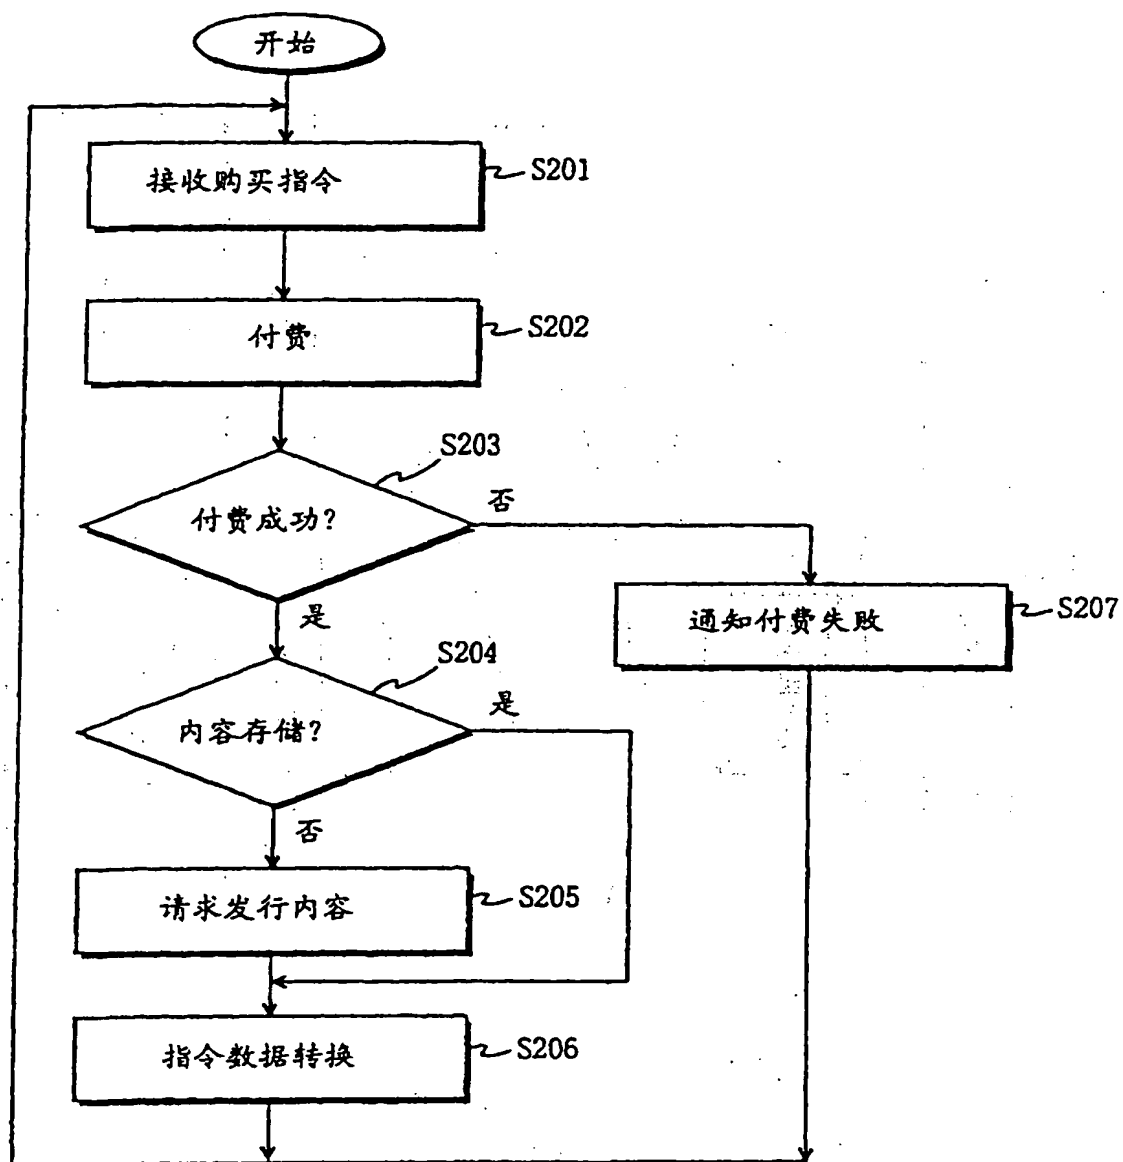 开始
接收购买指令
S201
付费
S202
S203
付费成功?
否
是
通知付费失败
S207
S204
内容存储?
是
否
请求发行内容
S205
指令数据转换
S206